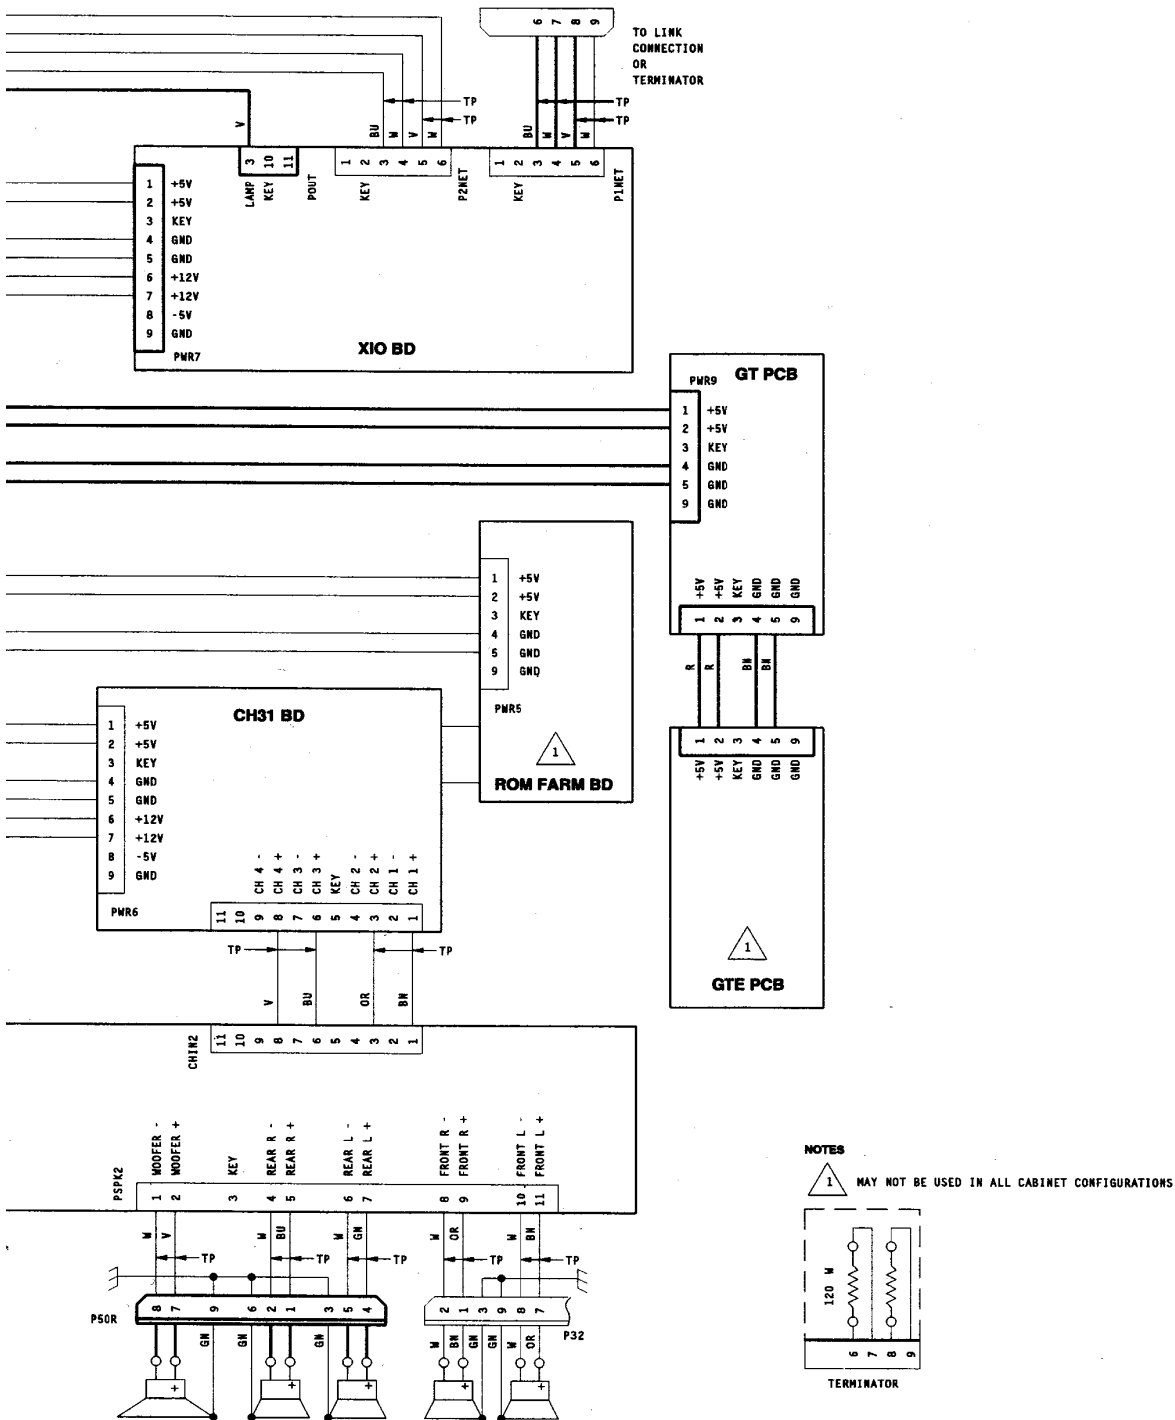 6 7 8 9
TO LINK
CONNECTION
OR
TERMINATOR
TP
TP
TP
TP
V
BU W V W
BU W V W
3 10 11
1 2 3 4 5 6
1 2 3 4 5 6
LAMP KEY POUT
KEY P2NET
KEY P1NET
1 +5V
2 +5V
3 KEY
4 GND
5 GND
6 +12V
7 +12V
8 -5V
9 GND
PWR7
XIO BD
GT PCB
PWR9
1 +5V
2 +5V
3 KEY
4 GND
5 GND
9 GND
+5V +5V KEY GND GND GND
1 2 3 4 5 9
R R BN BN
1 2 3 4 5 9
+5V +5V KEY GND GND GND
1
GTE PCB
1 +5V
2 +5V
3 KEY
4 GND
5 GND
9 GND
PWR5
1
ROM FARM BD
CH31 BD
1 +5V
2 +5V
3 KEY
4 GND
5 GND
6 +12V
7 +12V
8 -5V
9 GND
PWR6
CH 4 - CH 4 + CH 3 - CH 3 + KEY CH 2 - CH 2 + CH 1 - CH 1 +
11 10 9 8 7 6 5 4 3 2 1
TP TP
V BU OR BN
CHIN2
11 10 9 8 7 6 5 4 3 2 1
PSPK2
WOOFER - WOOFER + KEY REAR R - REAR R + REAR L - REAR L + FRONT R - FRONT R + FRONT L - FRONT L +
1 2 3 4 5 6 7 8 9 10 11
W V W BU W GN W OR W BN
TP TP TP TP TP
P50R
8 7 9 6 2 1 3 5 4
2 1 3 9 8 7
P32
GN GN GN
W BN GN GN W OR
+ + + + +
NOTES
1 MAY NOT BE USED IN ALL CABINET CONFIGURATIONS
120 W
6 7 8 9
TERMINATOR